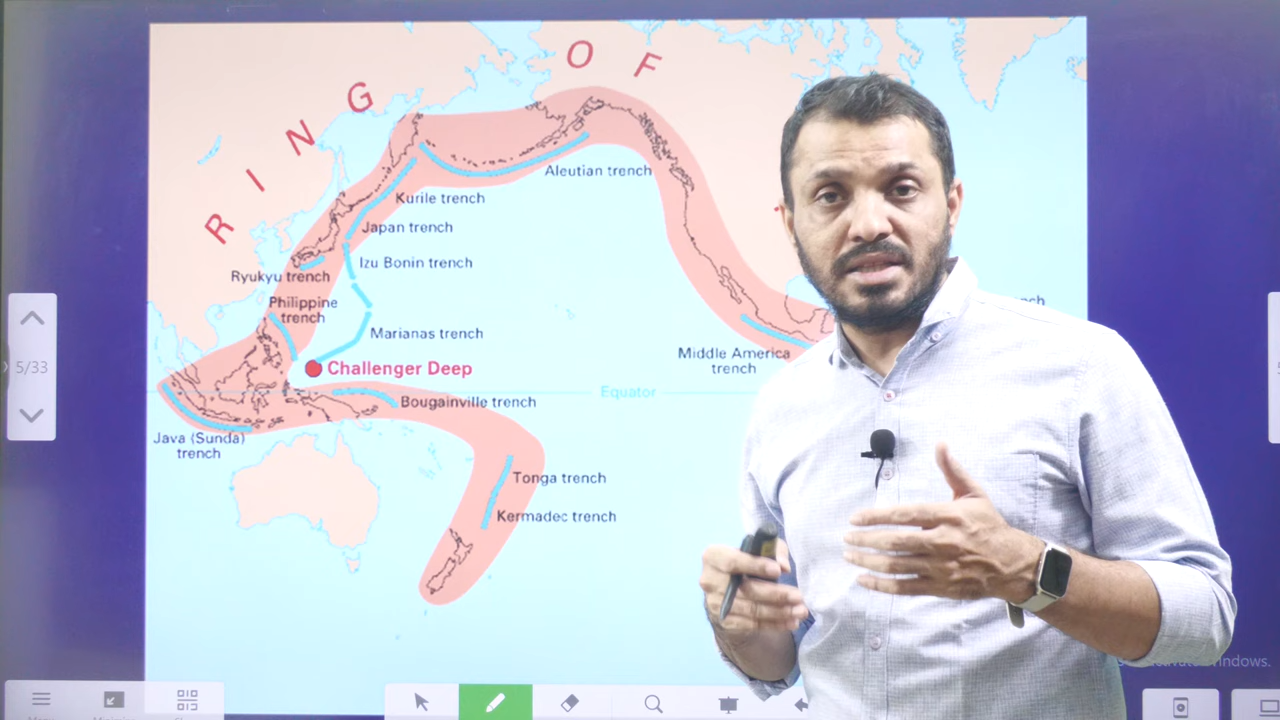 RING OF
Aleutian trench
Kurile trench
Japan trench
Izu Bonin trench
Ryukyu trench
Philippine
trench
Marianas trench
Challenger Deep
Middle America
trench
Equator
Bougainville trench
Java (Sunda)
trench
Tonga trench
Kermadec trench
5/33